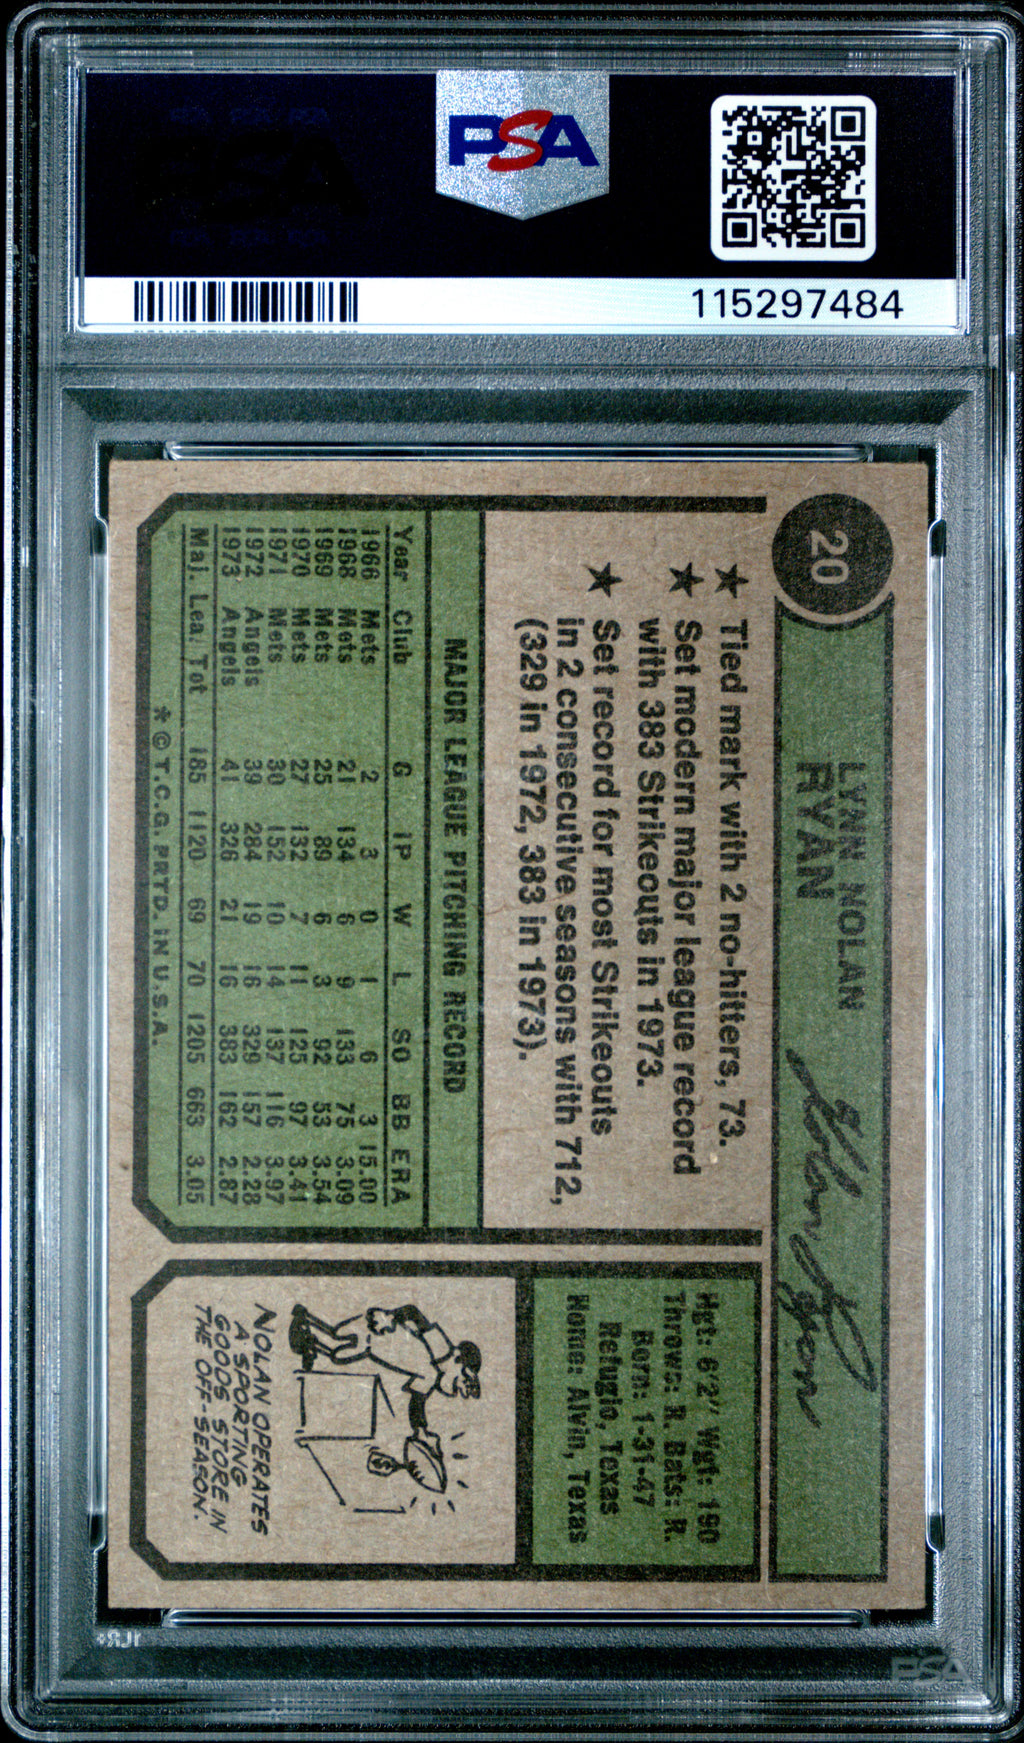 PSA
115297484
20
LYNN NOLAN
RYAN
Nolan Ryan
★ Tied mark with 2 no-hitters, 73.
★ Set modern major league record
with 383 Strikeouts in 1973.
★ Set record for most Strikeouts
in 2 consecutive seasons with 712,
(329 in 1972, 383 in 1973).
MAJOR LEAGUE PITCHING RECORD
Year Club G IP W L SO BB ERA
1966 Mets 2 3 0 1 6 3 15.00
1968 Mets 21 134 6 9 133 75 3.09
1969 Mets 25 89 6 3 92 53 3.54
1970 Mets 27 132 7 11 125 97 3.41
1971 Mets 30 152 10 14 137 116 3.97
1972 Angels 39 284 19 16 329 157 2.28
1973 Angels 41 326 21 16 383 162 2.87
Maj. Lea. Tot 185 1120 69 70 1205 663 3.05
* © T.C.G. PRTD. IN U.S.A.
Hgt: 6'2" Wgt: 190
Throws: R. Bats: R.
Born: 1-31-47
Refugio, Texas
Home: Alvin, Texas
$
NOLAN OPERATES
A SPORTING
GOODS STORE IN
THE OFF-SEASON.
PSA